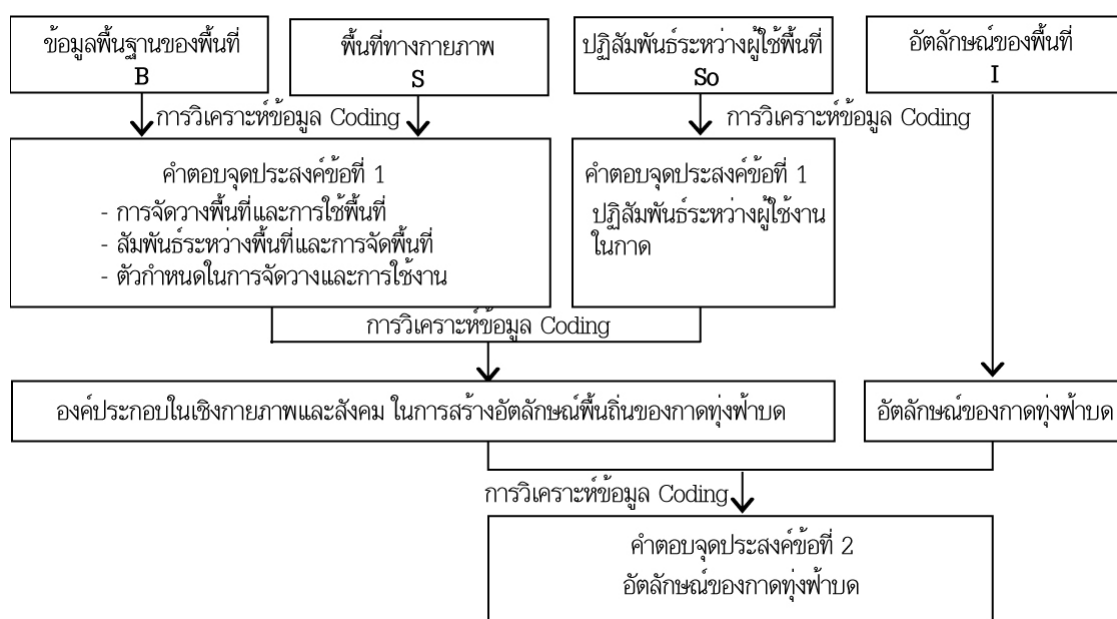 ข้อมูลพื้นฐานของพื้นที่
B
พื้นที่ทางกายภาพ
S
ปฏิสัมพันธ์ระหว่างผู้ใช้พื้นที่
So
อัตลักษณ์ของพื้นที่
I
การวิเคราะห์ข้อมูล Coding
การวิเคราะห์ข้อมูล Coding
คำตอบจุดประสงค์ข้อที่ 1
- การจัดวางพื้นที่และการใช้พื้นที่
- สัมพันธ์ระหว่างพื้นที่และการจัดพื้นที่
- ตัวกำหนดในการจัดวางและการใช้งาน
คำตอบจุดประสงค์ข้อที่ 1
ปฏิสัมพันธ์ระหว่างผู้ใช้งาน
ในกาด
การวิเคราะห์ข้อมูล Coding
องค์ประกอบในเชิงกายภาพและสังคม ในการสร้างอัตลักษณ์พื้นถิ่นของกาดทุ่งฟ้าบด
อัตลักษณ์ของกาดทุ่งฟ้าบด
การวิเคราะห์ข้อมูล Coding
คำตอบจุดประสงค์ข้อที่ 2
อัตลักษณ์ของกาดทุ่งฟ้าบด